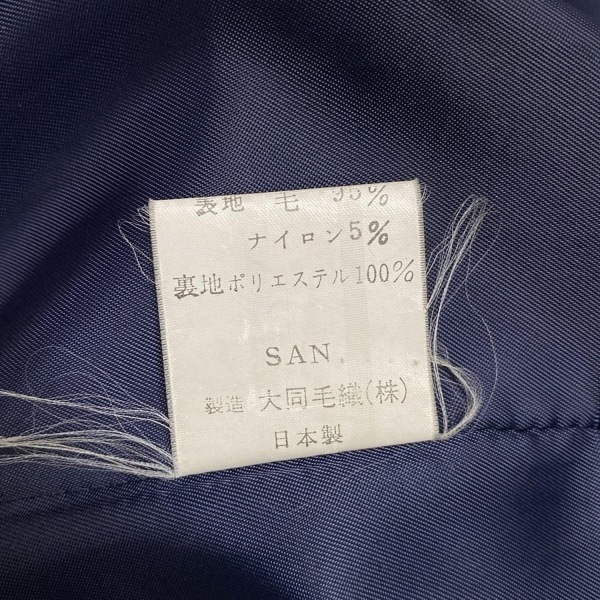 表地 毛 95%
ナイロン5%
裏地ポリエステル100%
SAN.
製造 大同毛織(株)
日本製